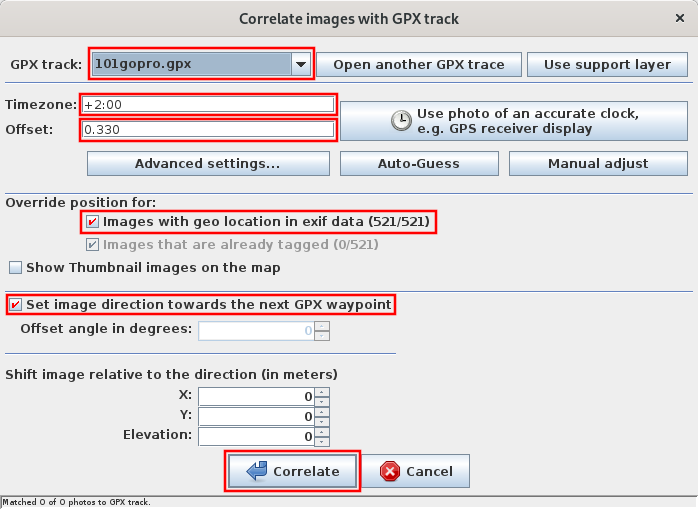 Correlate images with GPX track
GPX track: 101gopro.gpx Open another GPX trace Use support layer
Timezone: +2:00
Offset: 0.330
Use photo of an accurate clock,
e.g. GPS receiver display
Advanced settings... Auto-Guess Manual adjust
Override position for:
Images with geo location in exif data (521/521)
Images that are already tagged (0/521)
Show Thumbnail images on the map
Set image direction towards the next GPX waypoint
Offset angle in degrees: 0
Shift image relative to the direction (in meters)
X: 0
Y: 0
Elevation: 0
Correlate Cancel
Matched 0 of 0 photos to GPX track.